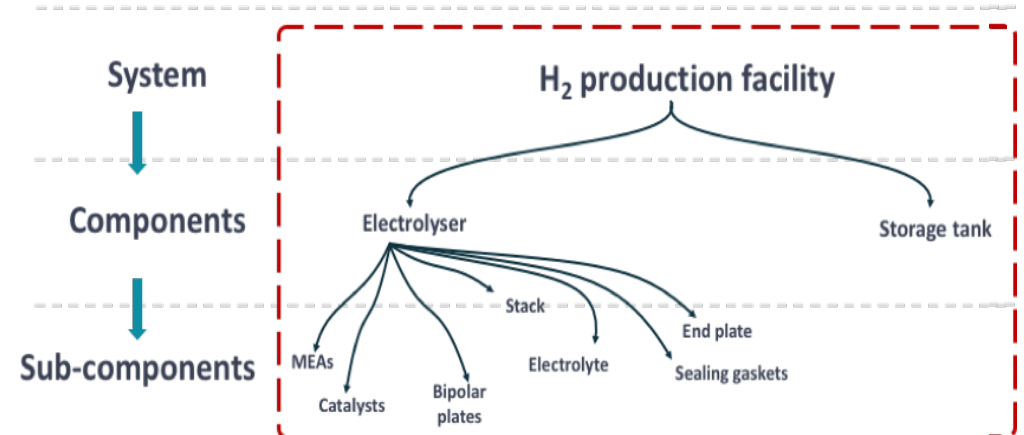 System
H₂ production facility
Components
Electrolyser
Storage tank
Stack
End plate
Sub-components
MEAs
Electrolyte
Sealing gaskets
Catalysts
Bipolar
plates